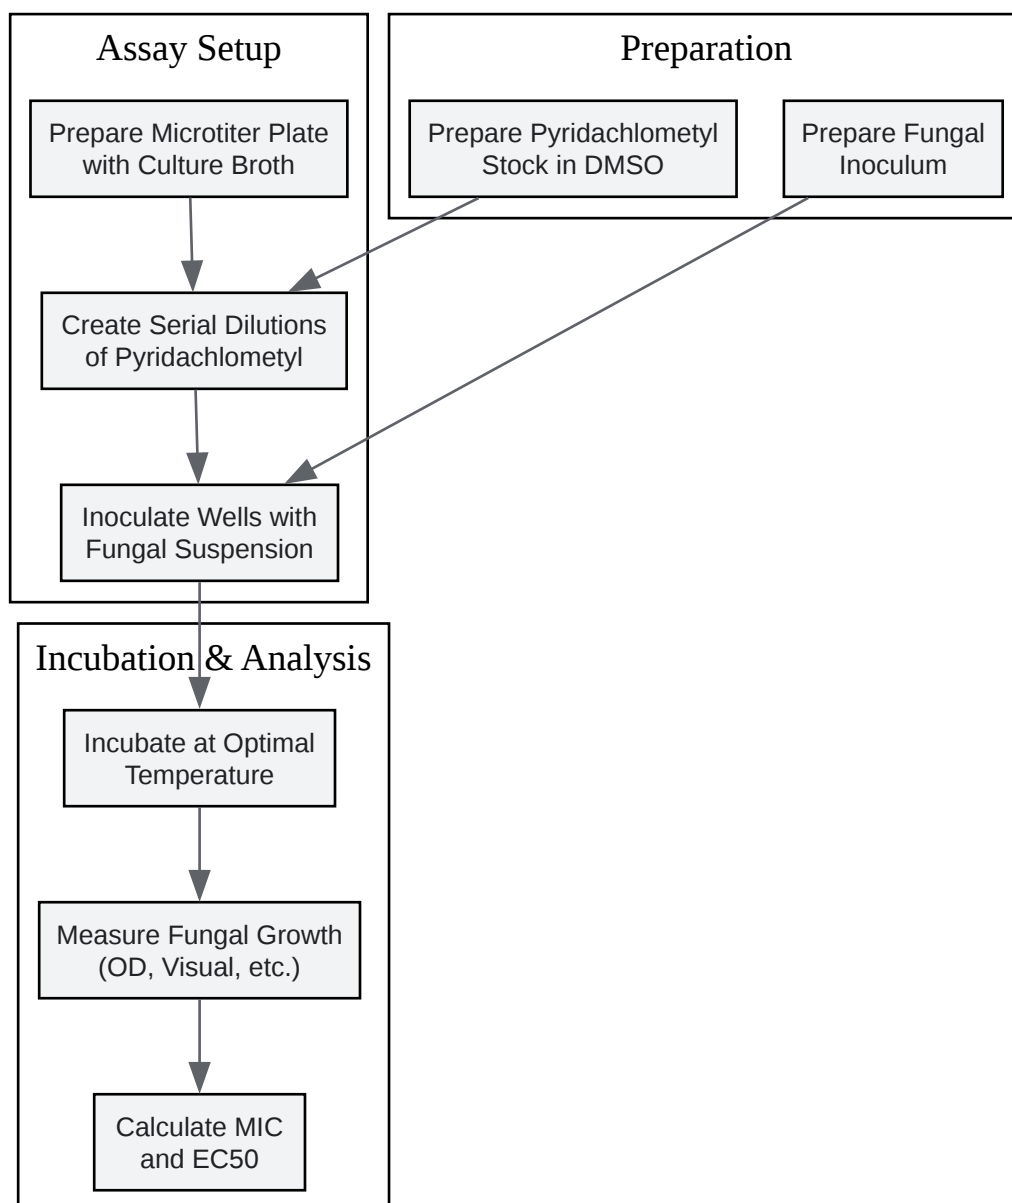 Assay Setup
Preparation
Prepare Microtiter Plate
with Culture Broth
Prepare Pyridachlometyl
Stock in DMSO
Prepare Fungal
Inoculum
Create Serial Dilutions
of Pyridachlometyl
Inoculate Wells with
Fungal Suspension
Incubation & Analysis
Incubate at Optimal
Temperature
Measure Fungal Growth
(OD, Visual, etc.)
Calculate MIC
and EC50